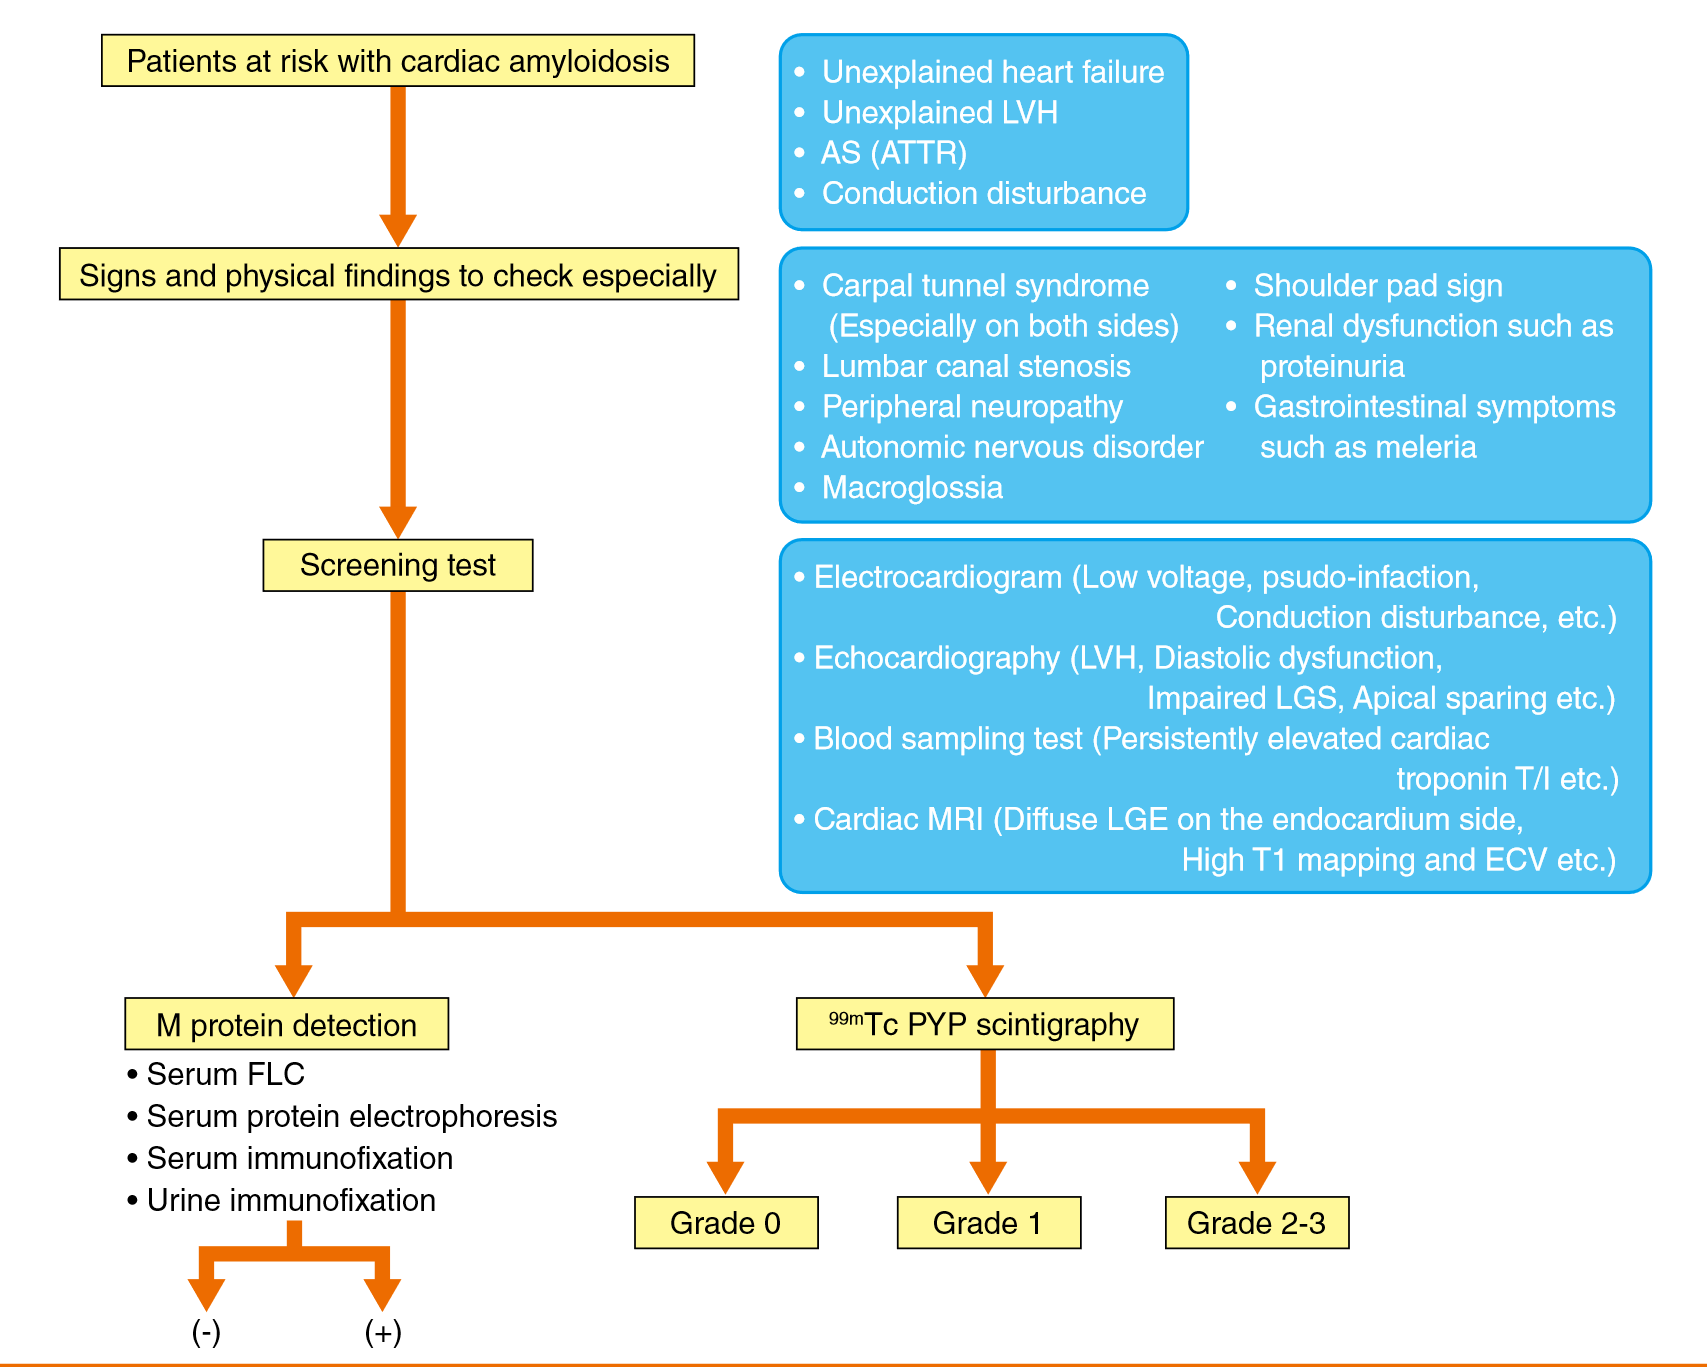 Patients at risk with cardiac amyloidosis
• Unexplained heart failure
• Unexplained LVH
• AS (ATTR)
• Conduction disturbance
Signs and physical findings to check especially
• Carpal tunnel syndrome
(Especially on both sides)
• Lumbar canal stenosis
• Peripheral neuropathy
• Autonomic nervous disorder
• Macroglossia
• Shoulder pad sign
• Renal dysfunction such as
proteinuria
• Gastrointestinal symptoms
such as meleria
Screening test
• Electrocardiogram (Low voltage, psudo-infaction,
Conduction disturbance, etc.)
• Echocardiography (LVH, Diastolic dysfunction,
Impaired LGS, Apical sparing etc.)
• Blood sampling test (Persistently elevated cardiac
troponin T/I etc.)
• Cardiac MRI (Diffuse LGE on the endocardium side,
High T1 mapping and ECV etc.)
M protein detection
• Serum FLC
• Serum protein electrophoresis
• Serum immunofixation
• Urine immunofixation
(-)
(+)
⁹⁹ᵐTc PYP scintigraphy
Grade 0
Grade 1
Grade 2-3